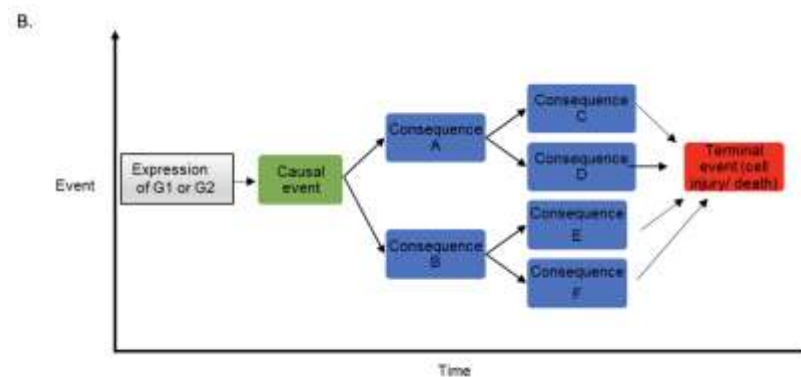 B.
Event
Expression
of G1 or G2
Causal
event
Consequence
A
Consequence
B
Consequence
C
Consequence
D
Consequence
E
Consequence
F
Terminal
event (cell
injury/ death)
Time